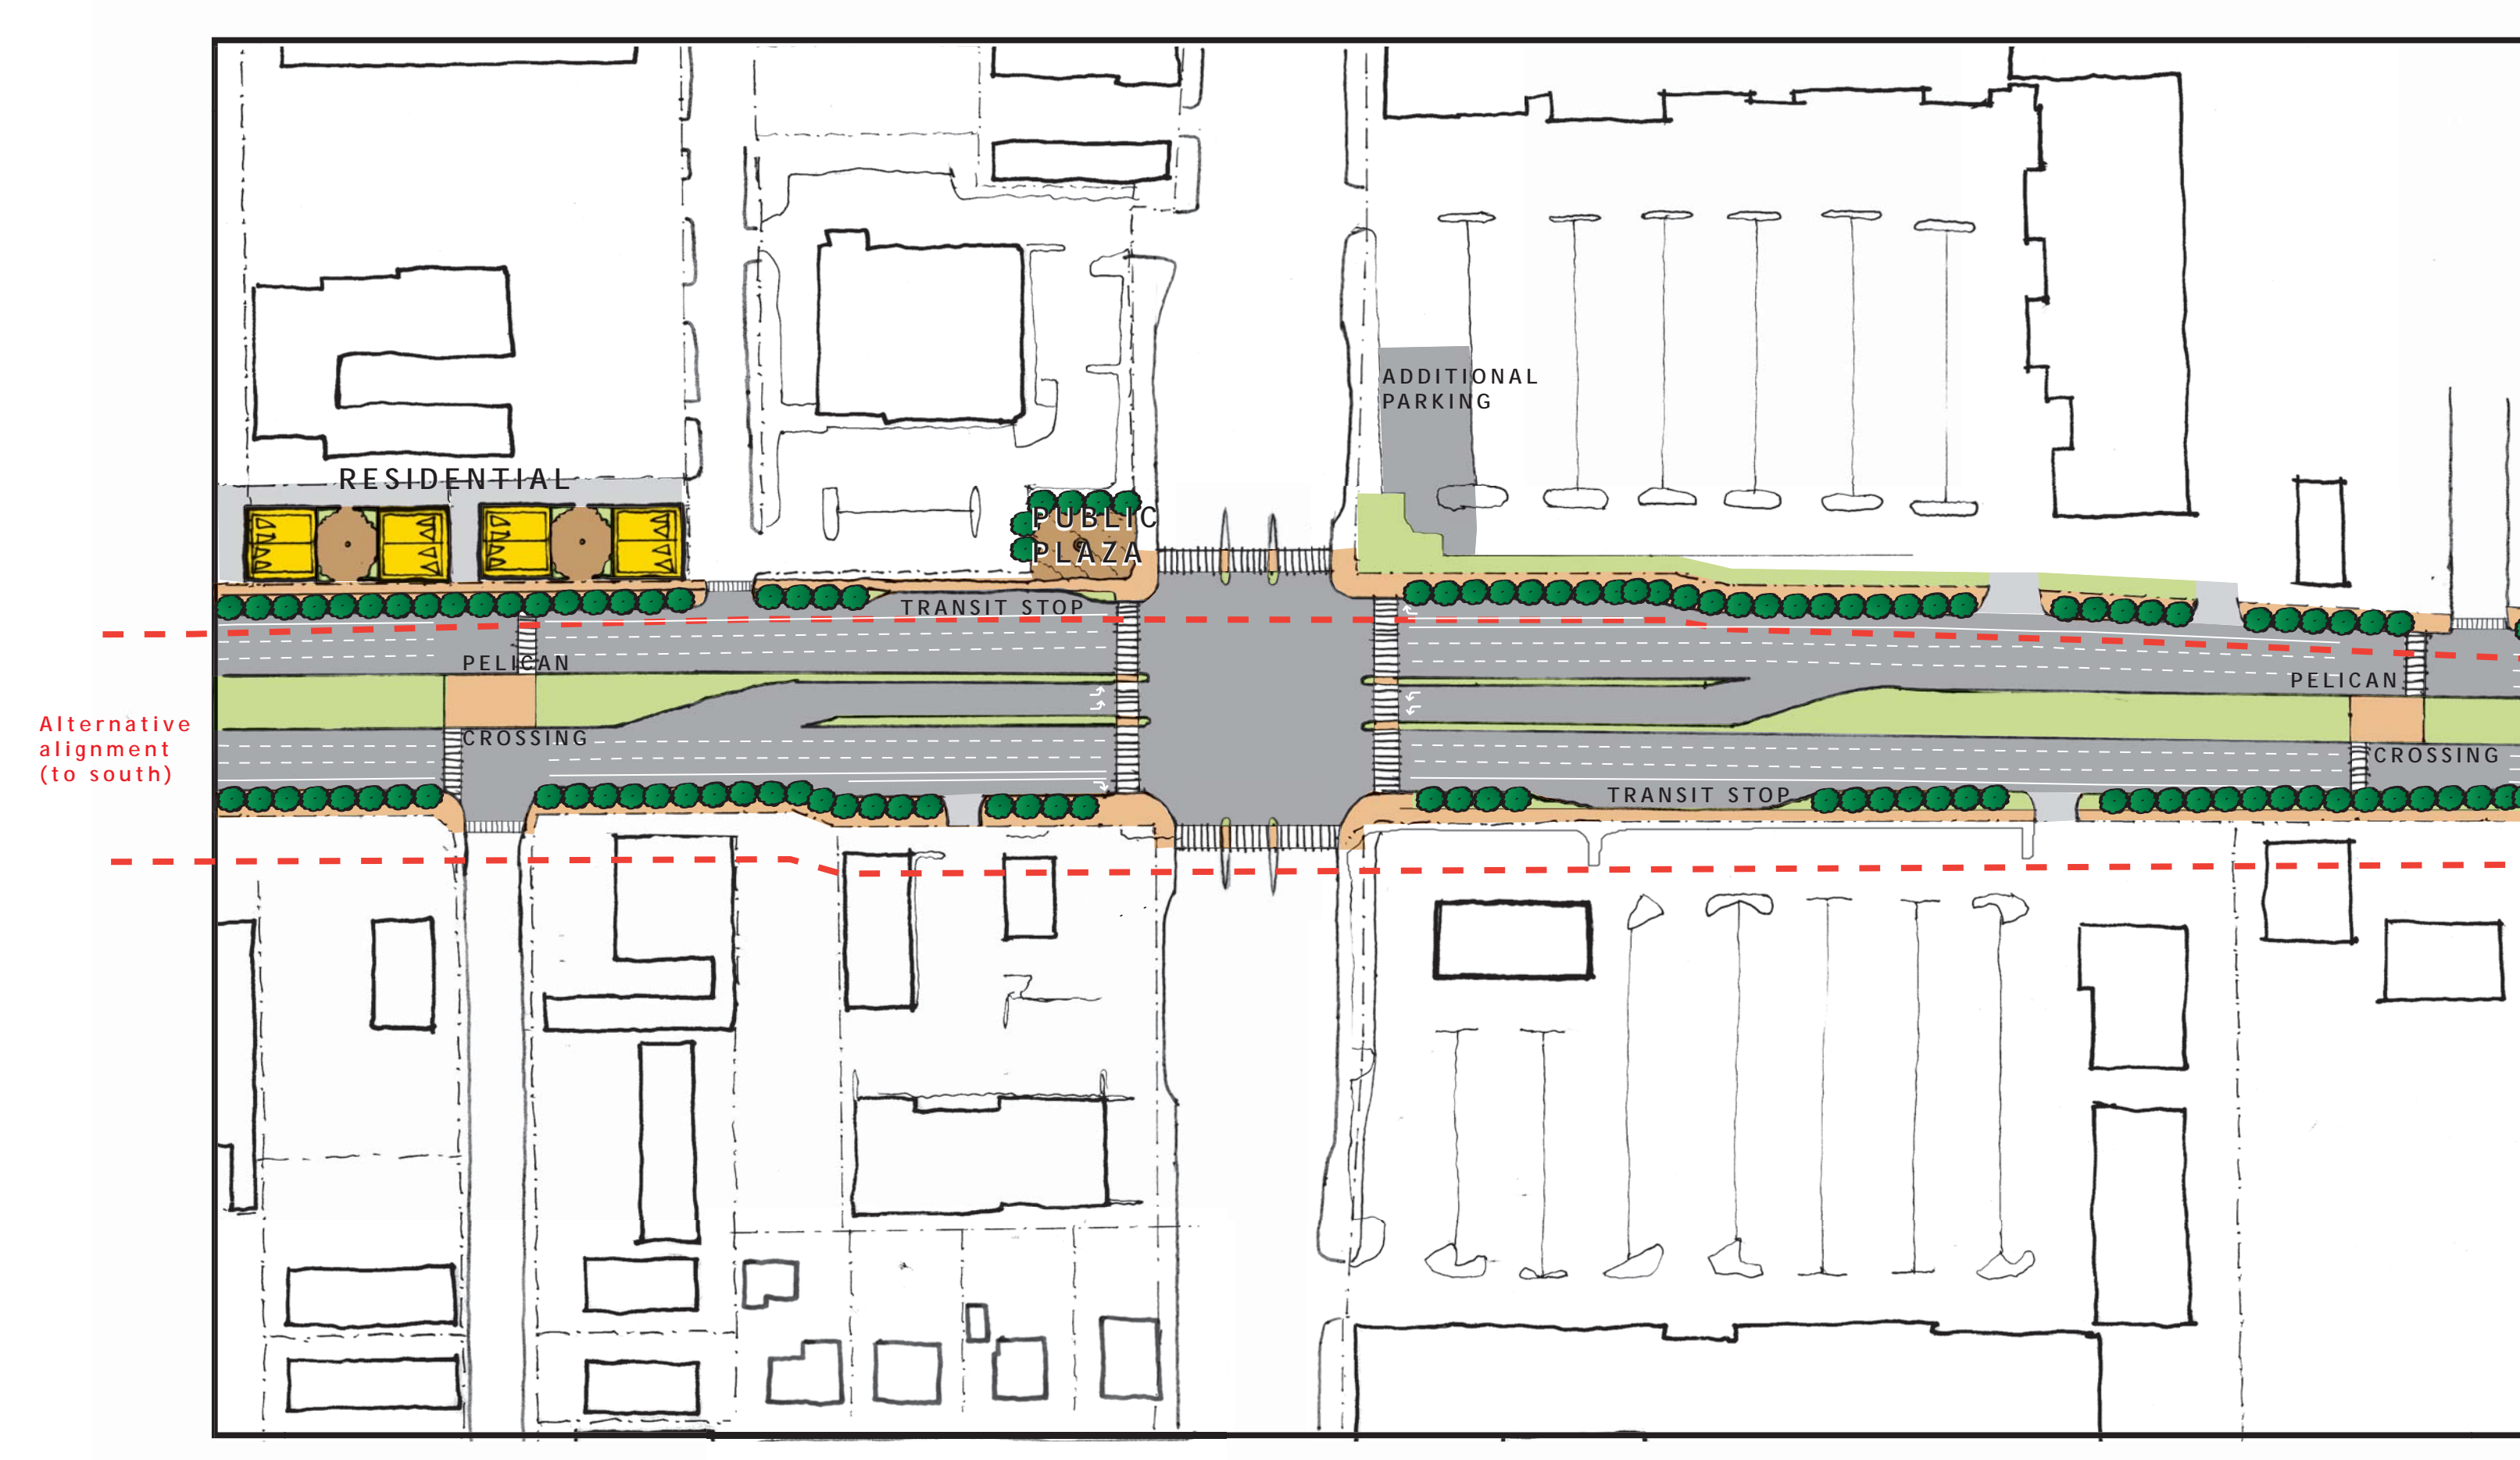 ADDITIONAL
PARKING
RESIDENTIAL
PUBLIC
PLAZA
TRANSIT STOP
PELICAN
CROSSING
PELICAN
CROSSING
TRANSIT STOP
Alternative
alignment
(to south)